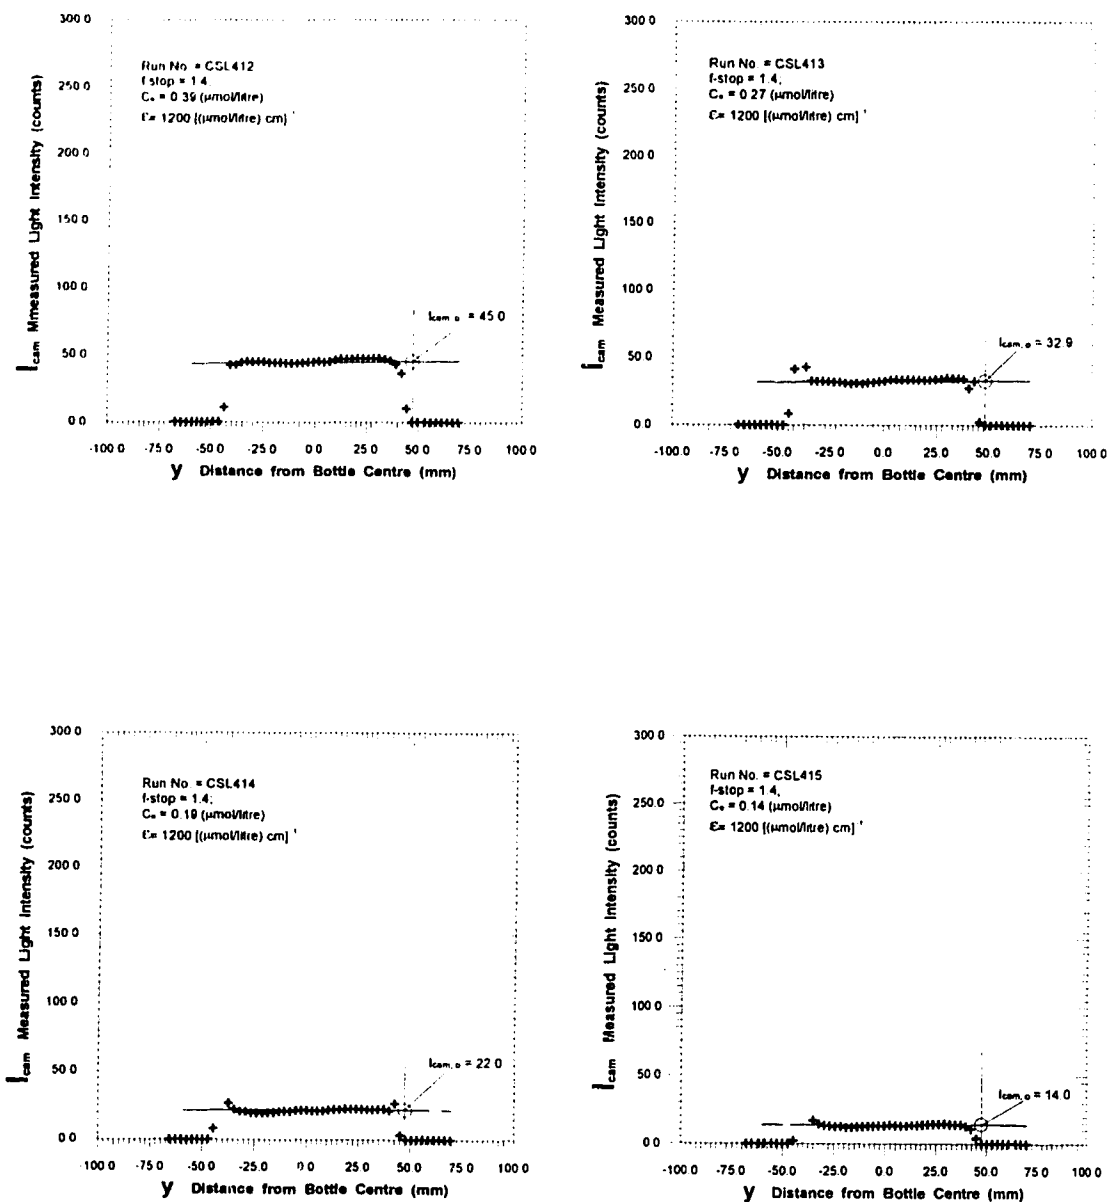 300.0
250.0
200.0
150.0
100.0
50.0
0.0
Run No. = CSL412
f-stop = 1.4
Cₒ = 0.39 (µmol/litre)
ε= 1200 [(µmol/litre) cm]⁻¹
Icam, o = 45.0
Icam Mmeasured Light Intensity (counts)
-100.0 -75.0 -50.0 -25.0 0.0 25.0 50.0 75.0 100.0
y Distance from Bottle Centre (mm)
300.0
250.0
200.0
150.0
100.0
50.0
0.0
Run No. = CSL413
f-stop = 1.4;
Cₒ = 0.27 (µmol/litre)
ε= 1200 [(µmol/litre) cm]⁻¹
Icam, o = 32.9
Icam Measured Light Intensity (counts)
-100.0 -75.0 -50.0 -25.0 0.0 25.0 50.0 75.0 100.0
y Distance from Bottle Centre (mm)
300.0
250.0
200.0
150.0
100.0
50.0
0.0
Run No. = CSL414
f-stop = 1.4;
Cₒ = 0.19 (µmol/litre)
ε= 1200 [(µmol/litre) cm]⁻¹
Icam, o = 22.0
Icam Measured Light Intensity (counts)
-100.0 -75.0 -50.0 -25.0 0.0 25.0 50.0 75.0 100.0
y Distance from Bottle Centre (mm)
300.0
250.0
200.0
150.0
100.0
50.0
0.0
Run No. = CSL415
f-stop = 1.4,
Cₒ = 0.14 (µmol/litre)
ε= 1200 [(µmol/litre) cm]⁻¹
Icam, o = 14.0
Icam Measured Light Intensity (counts)
-100.0 -75.0 -50.0 -25.0 0.0 25.0 50.0 75.0 100.0
y Distance from Bottle Centre (mm)